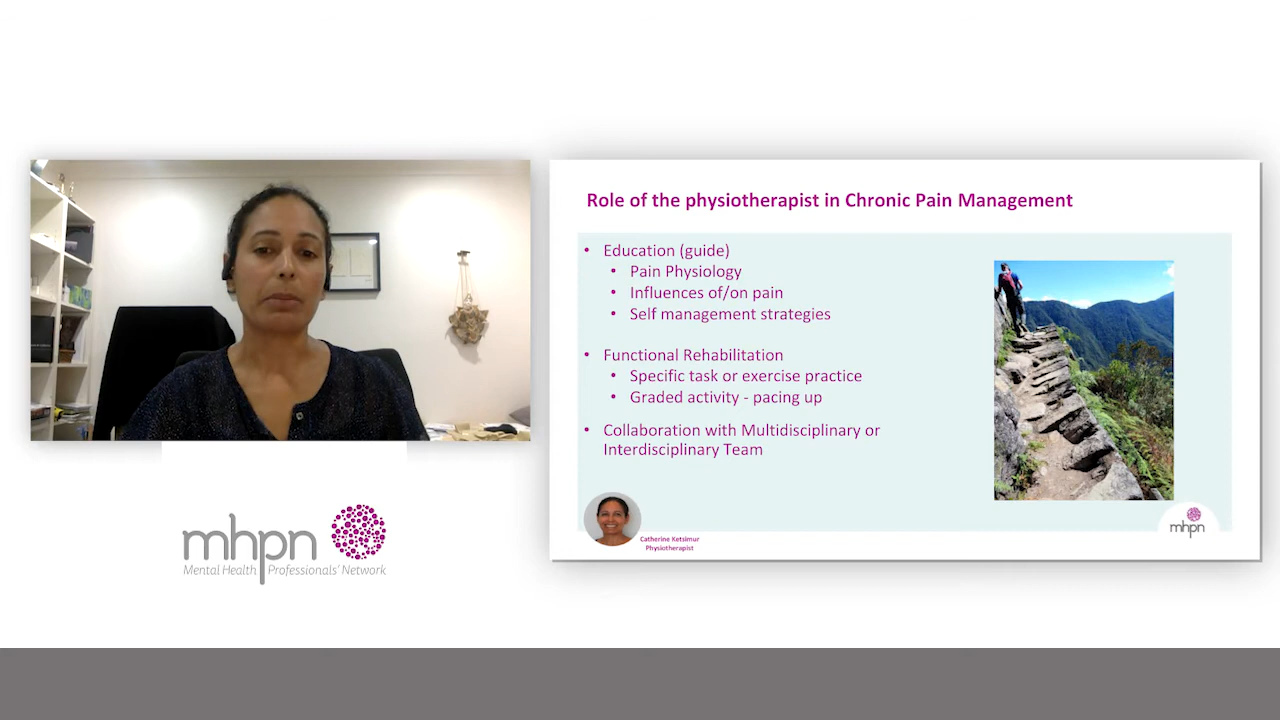 Role of the physiotherapist in Chronic Pain Management
• Education (guide)
• Pain Physiology
• Influences of/on pain
• Self management strategies
• Functional Rehabilitation
• Specific task or exercise practice
• Graded activity - pacing up
• Collaboration with Multidisciplinary or
Interdisciplinary Team
Catherine Ketsimur
Physiotherapist
mhpn
mhpn
Mental Health Professionals' Network